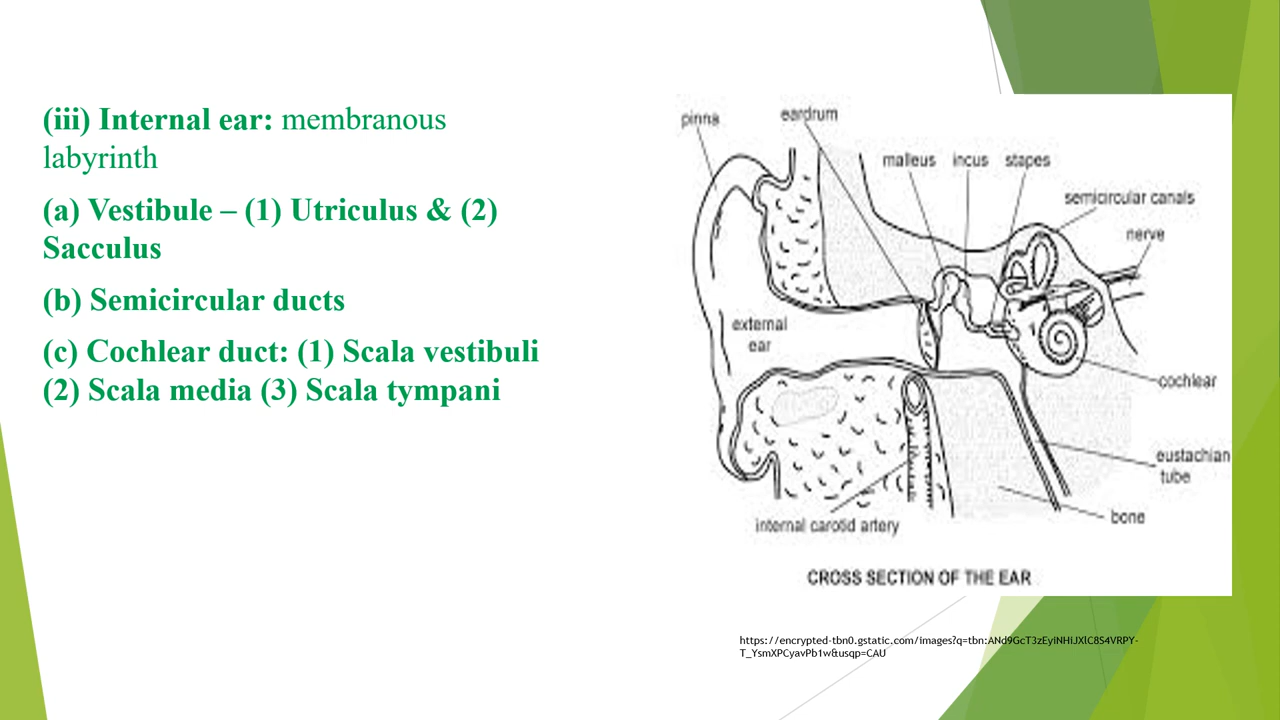 (iii) Internal ear: membranous
labyrinth
(a) Vestibule – (1) Utriculus & (2)
Sacculus
(b) Semicircular ducts
(c) Cochlear duct: (1) Scala vestibuli
(2) Scala media (3) Scala tympani
pinna
eardrum
malleus
incus
stapes
semicircular canals
nerve
external
ear
cochlear
eustachian
tube
bone
internal carotid artery
CROSS SECTION OF THE EAR
https://encrypted-tbn0.gstatic.com/images?q=tbn:ANd9GcT3zEyiNHiJXlC8S4VRPY-
T_YsmXPCyavPb1w&usqp=CAU